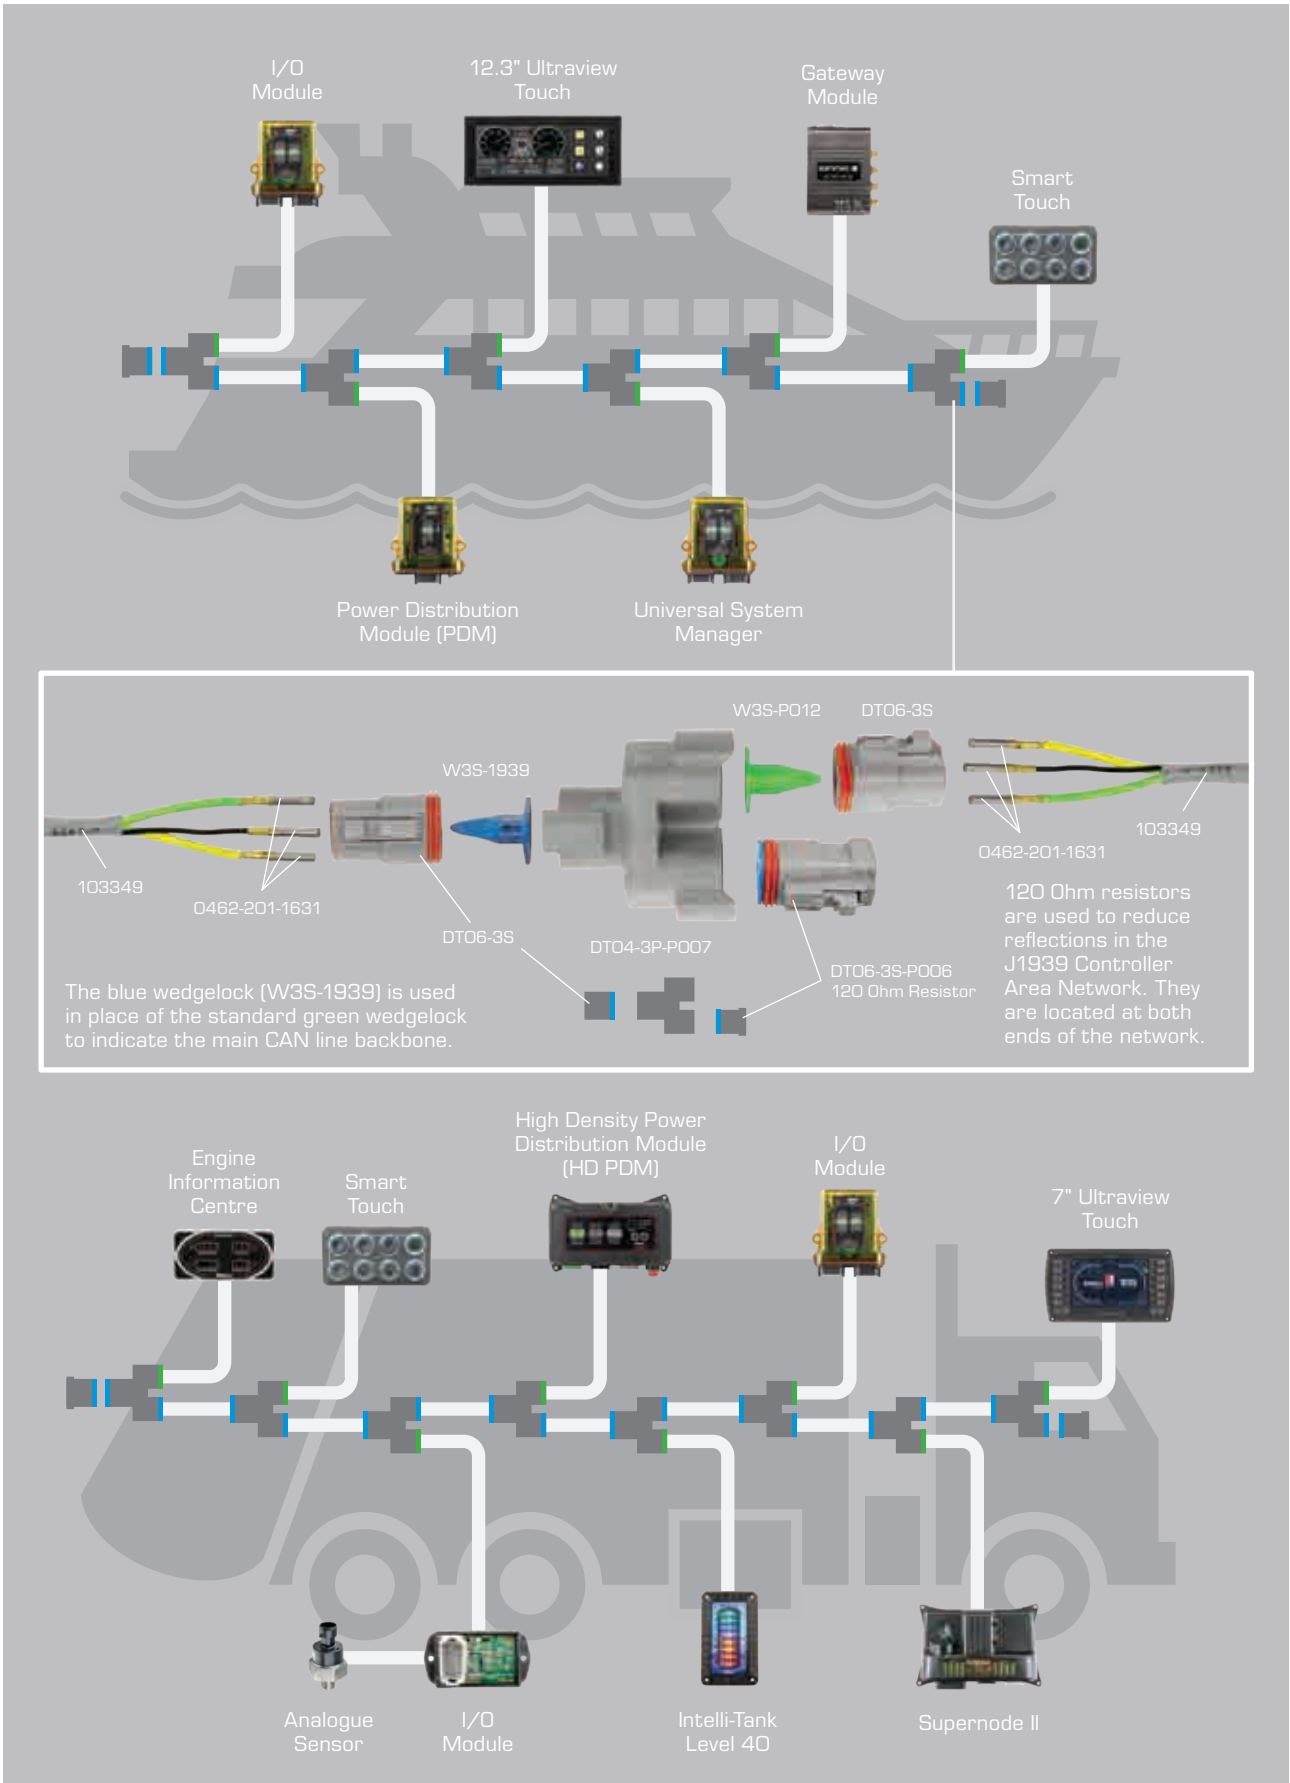 I/O
Module
12.3" Ultraview
Touch
Gateway
Module
Smart
Touch
Power Distribution
Module (PDM)
Universal System
Manager
W3S-P012
DT06-3S
W3S-1939
103349
0462-201-1631
DT06-3S
DT04-3P-P007
103349
0462-201-1631
DT06-3S-P006
120 Ohm Resistor
The blue wedgelock (W3S-1939) is used
in place of the standard green wedgelock
to indicate the main CAN line backbone.
120 Ohm resistors
are used to reduce
reflections in the
J1939 Controller
Area Network. They
are located at both
ends of the network.
Engine
Information
Centre
Smart
Touch
High Density Power
Distribution Module
(HD PDM)
I/O
Module
7" Ultraview
Touch
Analogue
Sensor
I/O
Module
Intelli-Tank
Level 40
Supernode II